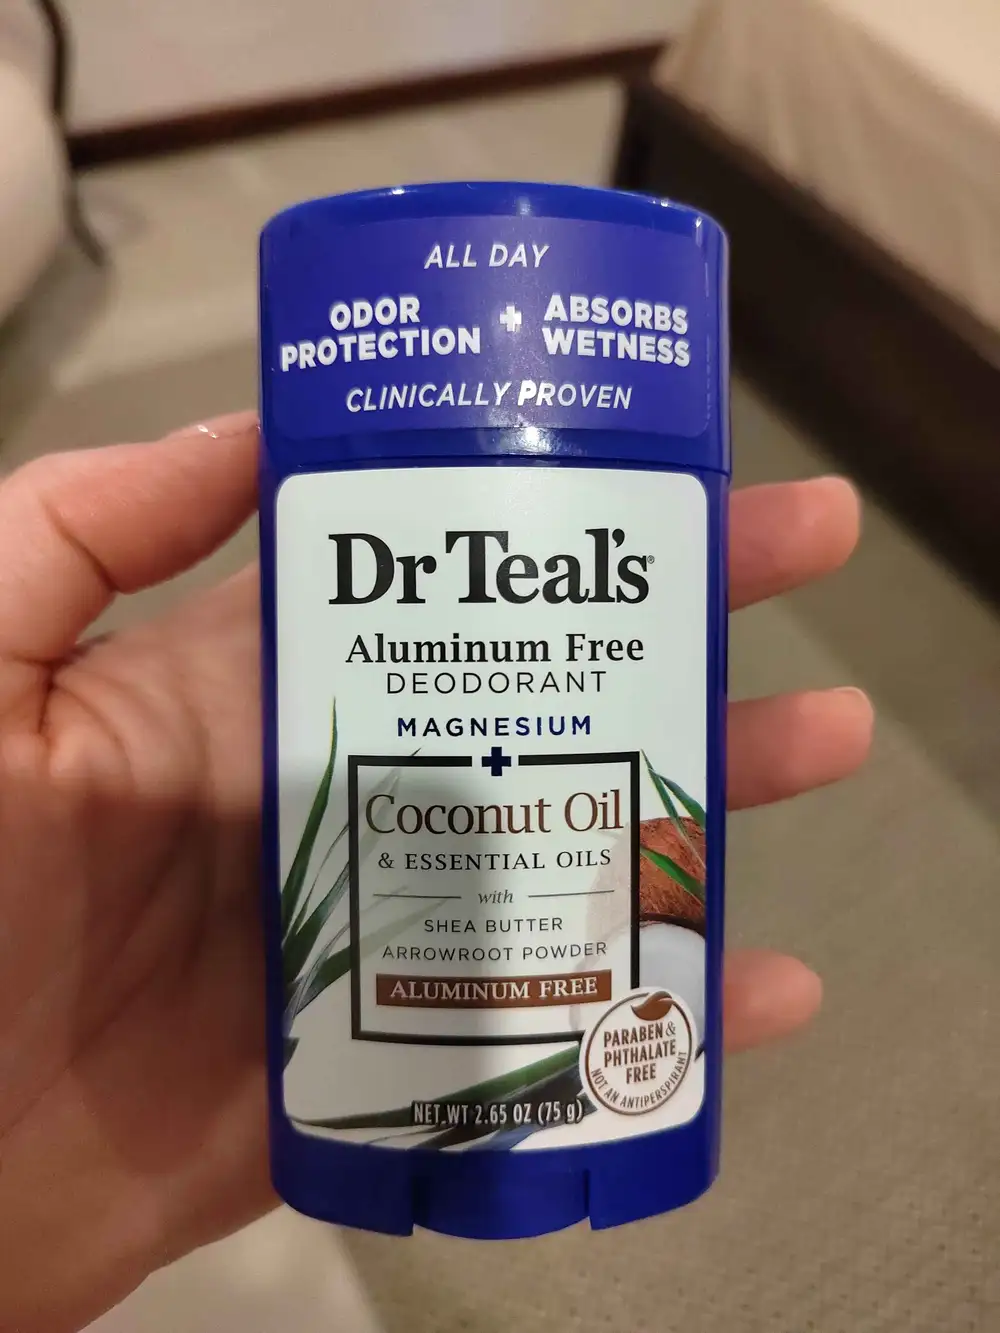 ALL DAY
ODOR PROTECTION + ABSORBS WETNESS
CLINICALLY PROVEN
Dr Teal's®
Aluminum Free
DEODORANT
MAGNESIUM
+
Coconut Oil
& ESSENTIAL OILS
with
SHEA BUTTER
ARROWROOT POWDER
ALUMINUM FREE
PARABEN &
PHTHALATE
FREE
NOT AN ANTIPERSPIRANT
NET WT 2.65 OZ (75 g)